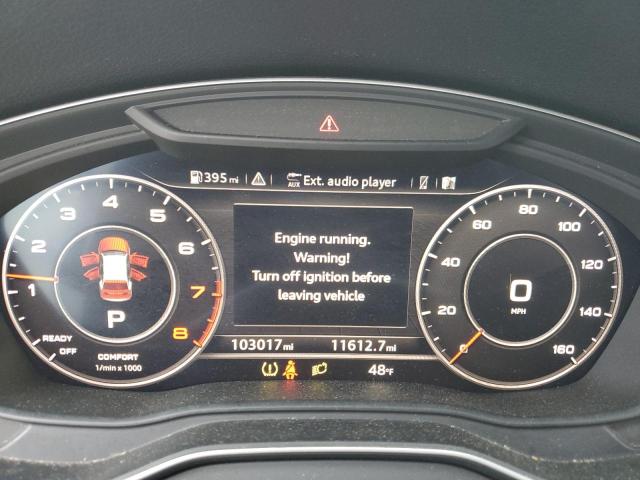 395 mi
AUX Ext. audio player
1 2 3 4 5 6 7 8
READY
OFF
P
COMFORT
1/min x 1000
Engine running.
Warning!
Turn off ignition before
leaving vehicle
103017 mi 11612.7 mi
48°F
0 20 40 60 80 100 120 140 160
0
MPH